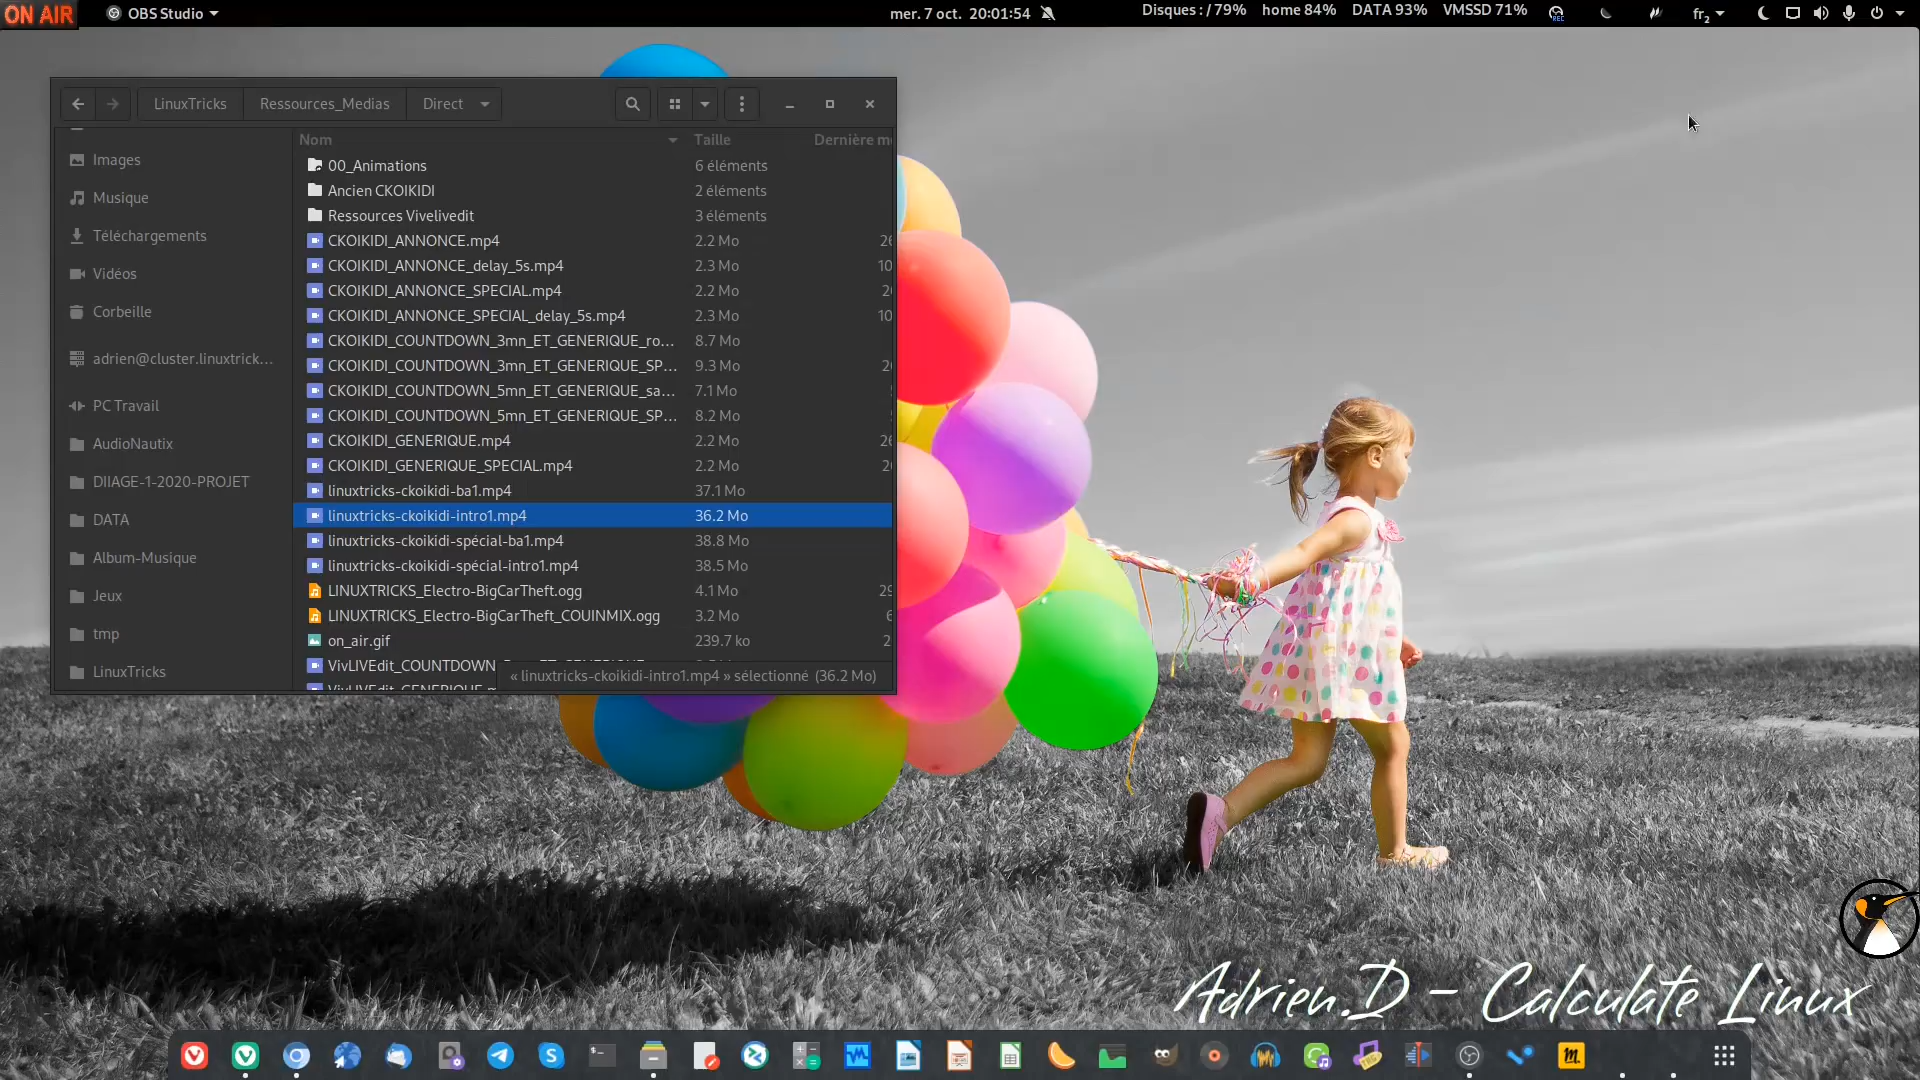 ON AIR
OBS Studio
mer. 7 oct. 20:01:54
Disques : / 79% home 84% DATA 93% VMSSD 71%
REC
fr₂
LinuxTricks Ressources_Medias Direct
Nom Taille Dernière
Images
Musique
Téléchargements
Vidéos
Corbeille
adrien@cluster.linuxtrick...
PC Travail
AudioNautix
DIIAGE-1-2020-PROJET
DATA
Album-Musique
Jeux
tmp
LinuxTricks
00_Animations 6 éléments
Ancien CKOIKIDI 2 éléments
Ressources Vivelivedit 3 éléments
CKOIKIDI_ANNONCE.mp4 2.2 Mo
CKOIKIDI_ANNONCE_delay_5s.mp4 2.3 Mo
CKOIKIDI_ANNONCE_SPECIAL.mp4 2.2 Mo
CKOIKIDI_ANNONCE_SPECIAL_delay_5s.mp4 2.3 Mo
CKOIKIDI_COUNTDOWN_3mn_ET_GENERIQUE_ro... 8.7 Mo
CKOIKIDI_COUNTDOWN_3mn_ET_GENERIQUE_SP... 9.3 Mo
CKOIKIDI_COUNTDOWN_5mn_ET_GENERIQUE_sa... 7.1 Mo
CKOIKIDI_COUNTDOWN_5mn_ET_GENERIQUE_SP... 8.2 Mo
CKOIKIDI_GENERIQUE.mp4 2.2 Mo
CKOIKIDI_GENERIQUE_SPECIAL.mp4 2.2 Mo
linuxtricks-ckoikidi-ba1.mp4 37.1 Mo
linuxtricks-ckoikidi-intro1.mp4 36.2 Mo
linuxtricks-ckoikidi-spécial-ba1.mp4 38.8 Mo
linuxtricks-ckoikidi-spécial-intro1.mp4 38.5 Mo
LINUXTRICKS_Electro-BigCarTheft.ogg 4.1 Mo
LINUXTRICKS_Electro-BigCarTheft_COUINMIX.ogg 3.2 Mo
on_air.gif 239.7 ko
VivLIVEdit_COUNTDOWN
« linuxtricks-ckoikidi-intro1.mp4 » sélectionné (36.2 Mo)
Adrien.D - Calculate Linux